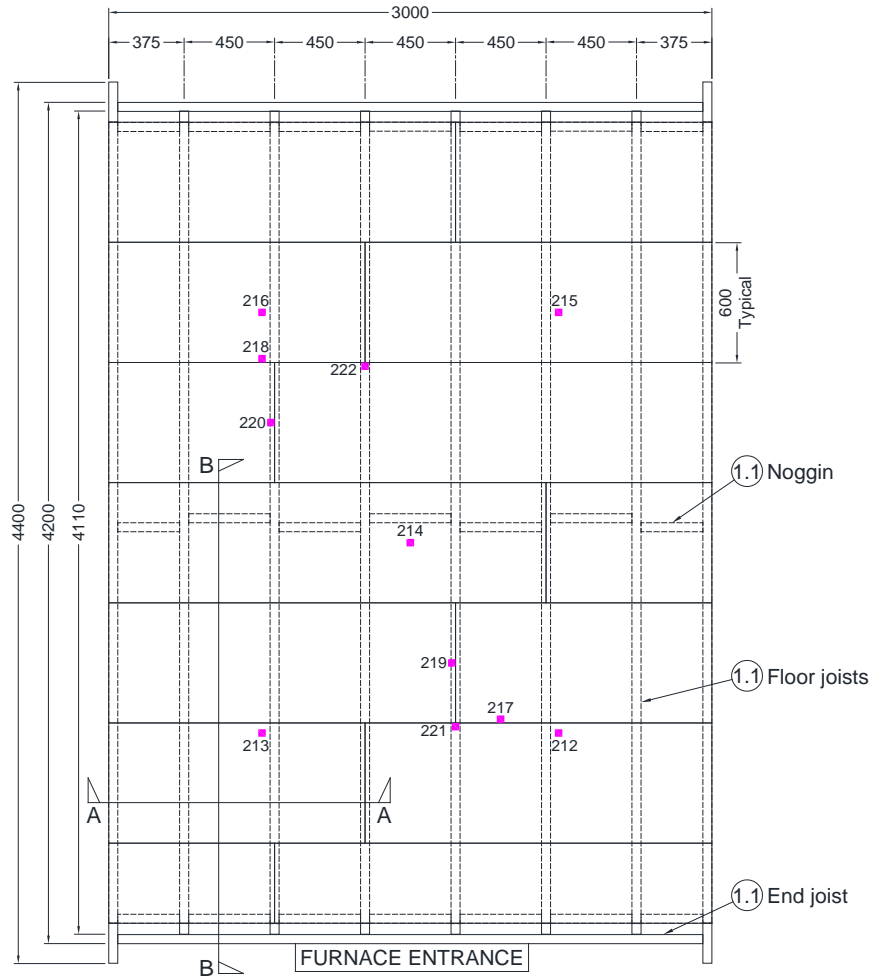 3000
375 450 450 450 450 450 375
4400
4200
4110
600
Typical
216
215
218
222
220
B
1.1 Noggin
214
219
1.1 Floor joists
217
221
213
212
A
A
1.1 End joist
B
FURNACE ENTRANCE